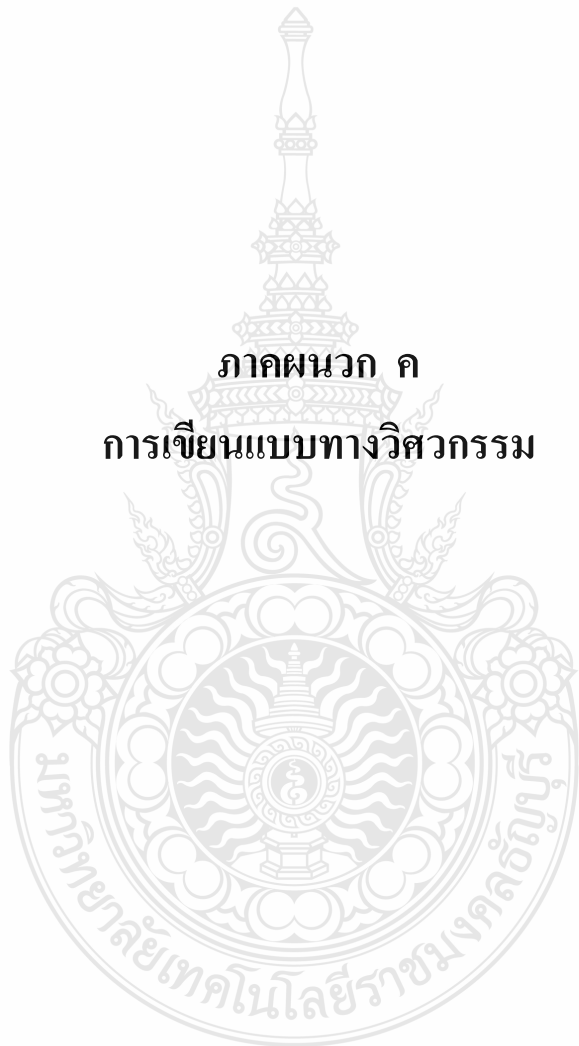 ภาคผนวก ค
การเขียนแบบทางวิศวกรรม
มหาวิทยาลัยเทคโนโลยีราชมงคลธัญบุรี